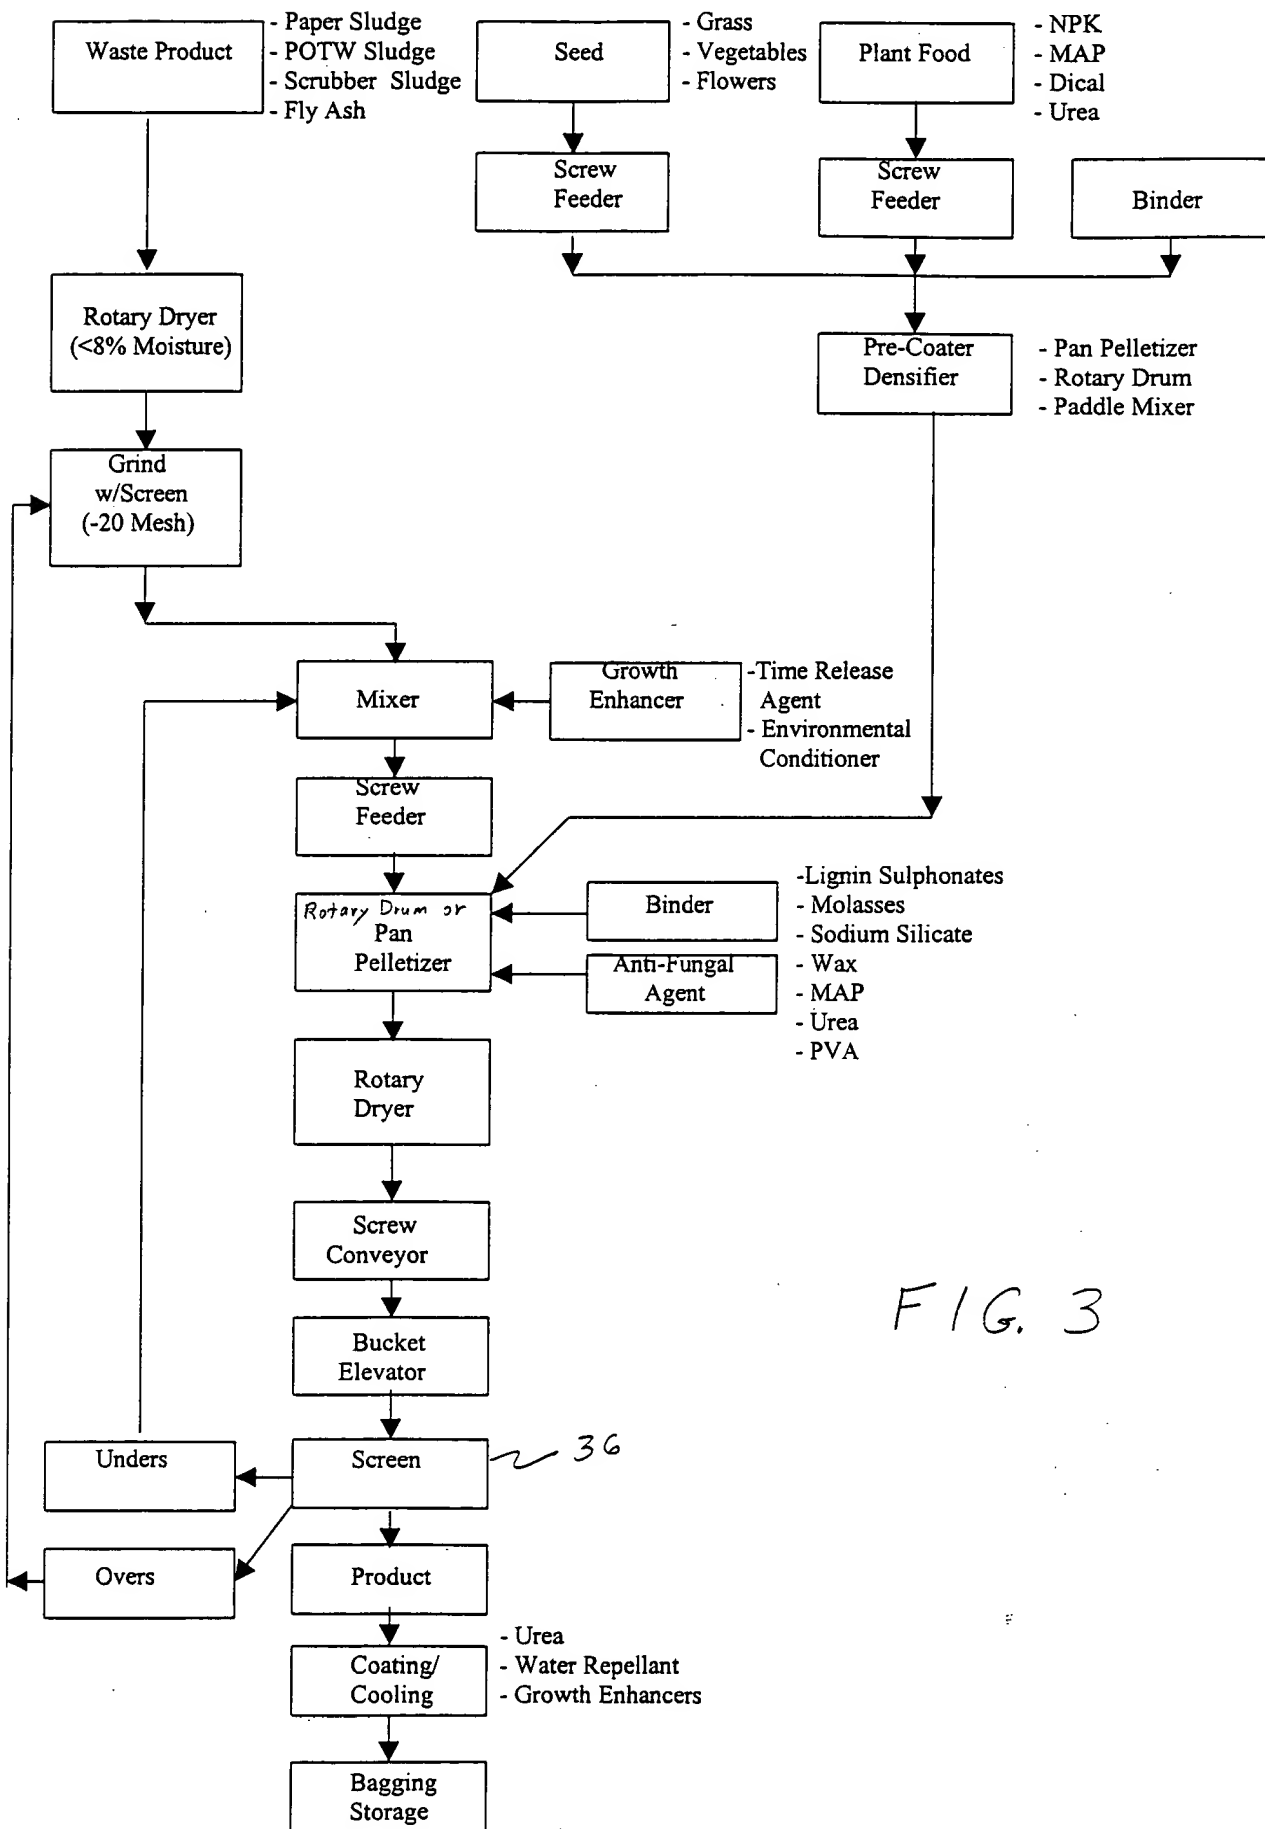 Waste Product
- Paper Sludge
- POTW Sludge
- Scrubber Sludge
- Fly Ash
Seed
- Grass
- Vegetables
- Flowers
Plant Food
- NPK
- MAP
- Dical
- Urea
Screw
Feeder
Screw
Feeder
Binder
Rotary Dryer
(<8% Moisture)
Pre-Coater
Densifier
- Pan Pelletizer
- Rotary Drum
- Paddle Mixer
Grind
w/Screen
(-20 Mesh)
Mixer
Growth
Enhancer
-Time Release
Agent
- Environmental
Conditioner
Screw
Feeder
Rotary Drum or
Pan
Pelletizer
Binder
Anti-Fungal
Agent
-Lignin Sulphonates
- Molasses
- Sodium Silicate
- Wax
- MAP
- Urea
- PVA
Rotary
Dryer
Screw
Conveyor
FIG. 3
Bucket
Elevator
Unders
Screen
36
Overs
Product
Coating/
Cooling
- Urea
- Water Repellant
- Growth Enhancers
Bagging
Storage